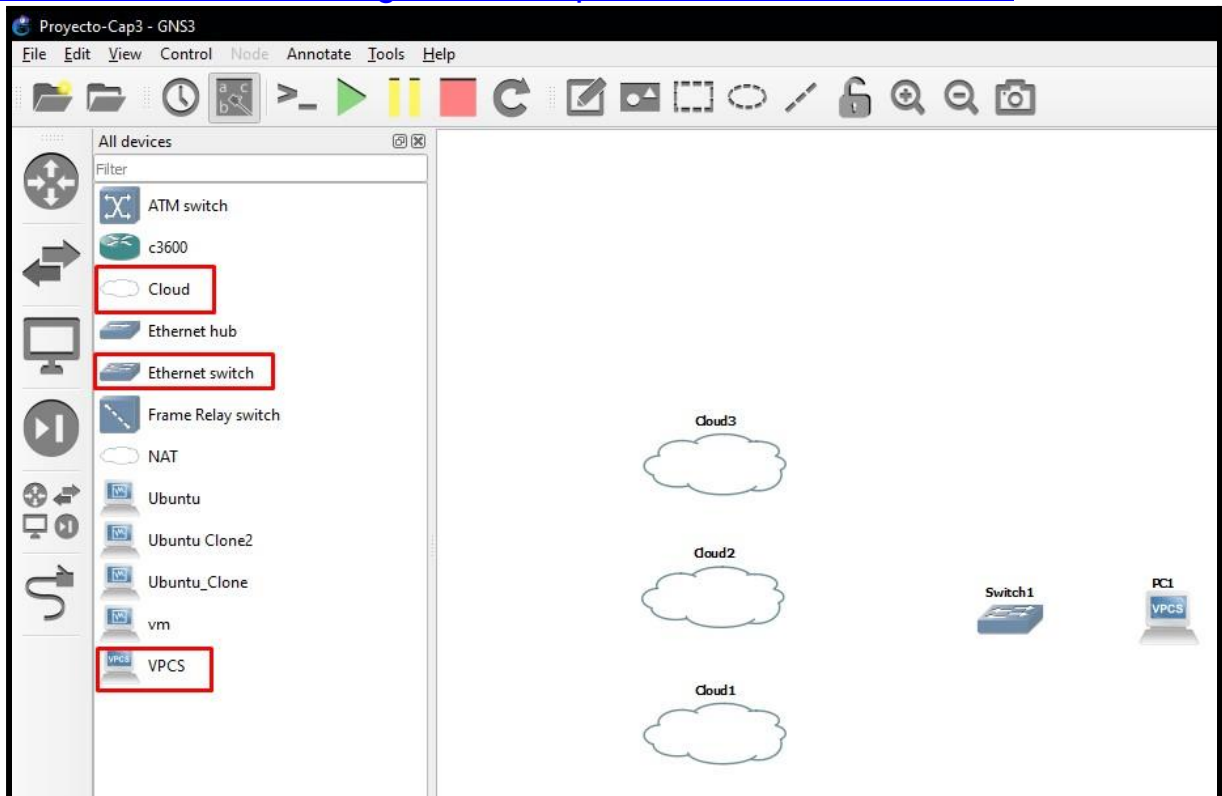 Proyecto-Cap3 - GNS3
File Edit View Control Node Annotate Tools Help
All devices
Filter
ATM switch
c3600
Cloud
Ethernet hub
Ethernet switch
Frame Relay switch
NAT
Ubuntu
Ubuntu Clone2
Ubuntu_Clone
vm
VPCS
VPCS
Cloud3
Cloud2
Switch1
PC1
VPCS
Cloud1